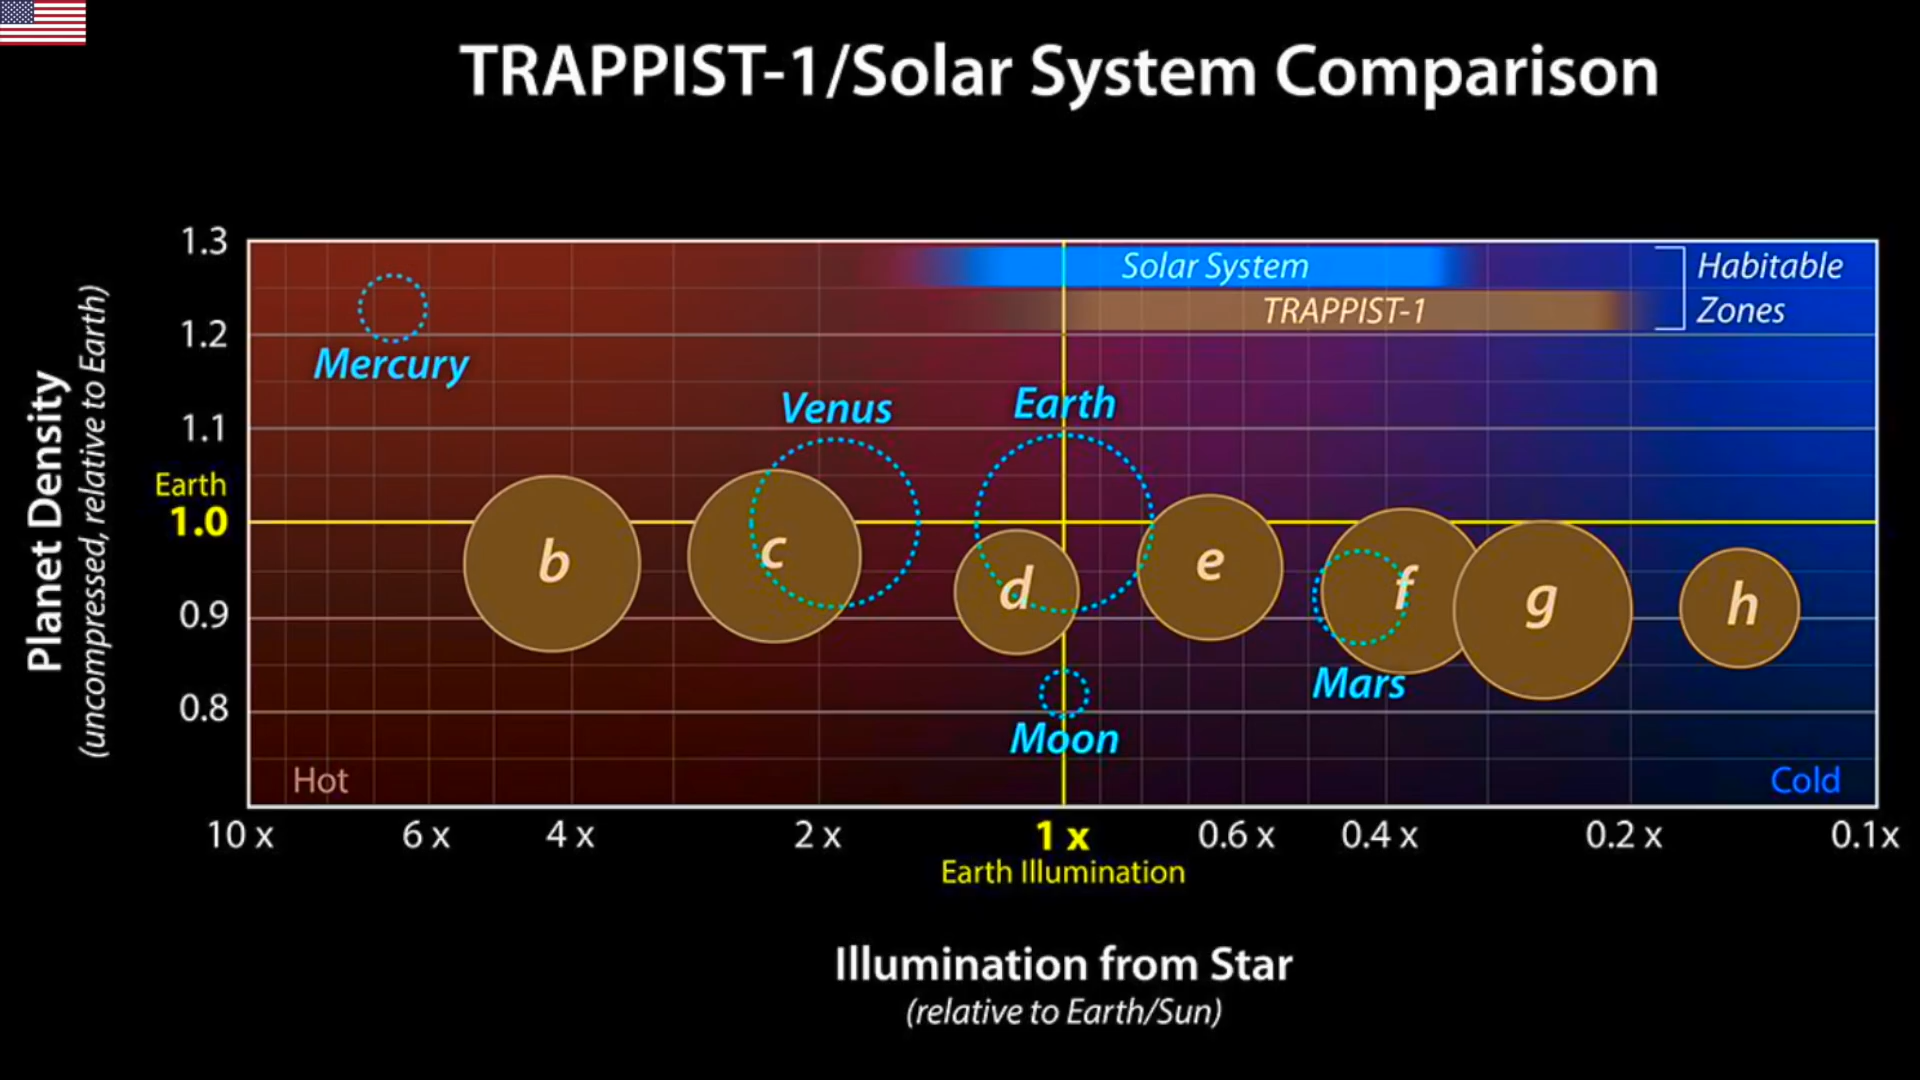 TRAPPIST-1/Solar System Comparison
Planet Density
(uncompressed, relative to Earth)
1.3
1.2
1.1
Earth
1.0
0.9
0.8
Solar System
TRAPPIST-1
Habitable
Zones
Mercury
Venus
Earth
b
c
d
e
f
g
h
Mars
Moon
Hot
Cold
10 x
6 x
4 x
2 x
1 x
0.6 x
0.4 x
0.2 x
0.1x
Earth Illumination
Illumination from Star
(relative to Earth/Sun)